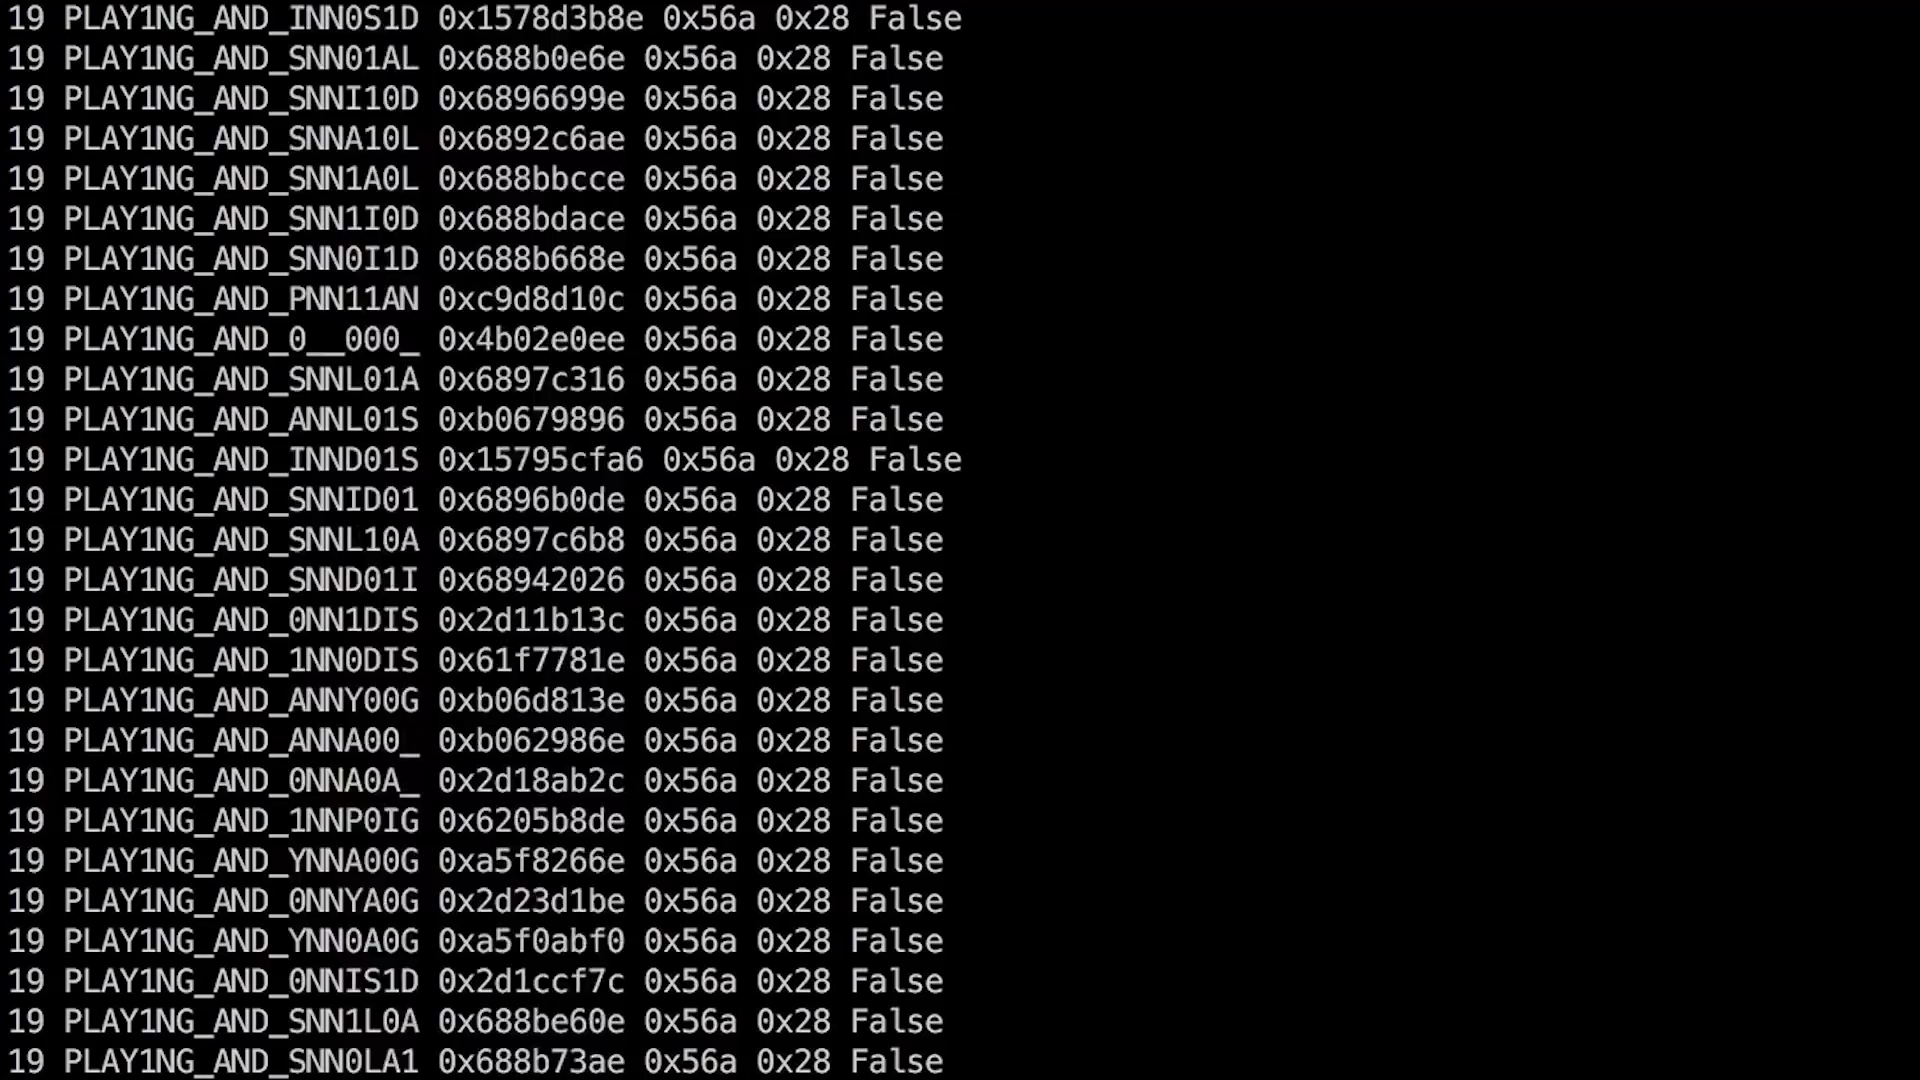 19 PLAY1NG_AND_INN0S1D 0x1578d3b8e 0x56a 0x28 False
19 PLAY1NG_AND_SNN01AL 0x688b0e6e 0x56a 0x28 False
19 PLAY1NG_AND_SNNI10D 0x6896699e 0x56a 0x28 False
19 PLAY1NG_AND_SNNA10L 0x6892c6ae 0x56a 0x28 False
19 PLAY1NG_AND_SNN1A0L 0x688bbcce 0x56a 0x28 False
19 PLAY1NG_AND_SNN1I0D 0x688bdace 0x56a 0x28 False
19 PLAY1NG_AND_SNN0I1D 0x688b668e 0x56a 0x28 False
19 PLAY1NG_AND_PNN11AN 0xc9d8d10c 0x56a 0x28 False
19 PLAY1NG_AND_0__000_ 0x4b02e0ee 0x56a 0x28 False
19 PLAY1NG_AND_SNNL01A 0x6897c316 0x56a 0x28 False
19 PLAY1NG_AND_ANNL01S 0xb0679896 0x56a 0x28 False
19 PLAY1NG_AND_INND01S 0x15795cfa6 0x56a 0x28 False
19 PLAY1NG_AND_SNNID01 0x6896b0de 0x56a 0x28 False
19 PLAY1NG_AND_SNNL10A 0x6897c6b8 0x56a 0x28 False
19 PLAY1NG_AND_SNND01I 0x68942026 0x56a 0x28 False
19 PLAY1NG_AND_0NN1DIS 0x2d11b13c 0x56a 0x28 False
19 PLAY1NG_AND_1NN0DIS 0x61f7781e 0x56a 0x28 False
19 PLAY1NG_AND_ANNY00G 0xb06d813e 0x56a 0x28 False
19 PLAY1NG_AND_ANNA00_ 0xb062986e 0x56a 0x28 False
19 PLAY1NG_AND_0NNA0A_ 0x2d18ab2c 0x56a 0x28 False
19 PLAY1NG_AND_1NNP0IG 0x6205b8de 0x56a 0x28 False
19 PLAY1NG_AND_YNNA00G 0xa5f8266e 0x56a 0x28 False
19 PLAY1NG_AND_0NNYA0G 0x2d23d1be 0x56a 0x28 False
19 PLAY1NG_AND_YNN0A0G 0xa5f0abf0 0x56a 0x28 False
19 PLAY1NG_AND_0NNIS1D 0x2d1ccf7c 0x56a 0x28 False
19 PLAY1NG_AND_SNN1L0A 0x688be60e 0x56a 0x28 False
19 PLAY1NG_AND_SNN0LA1 0x688b73ae 0x56a 0x28 False